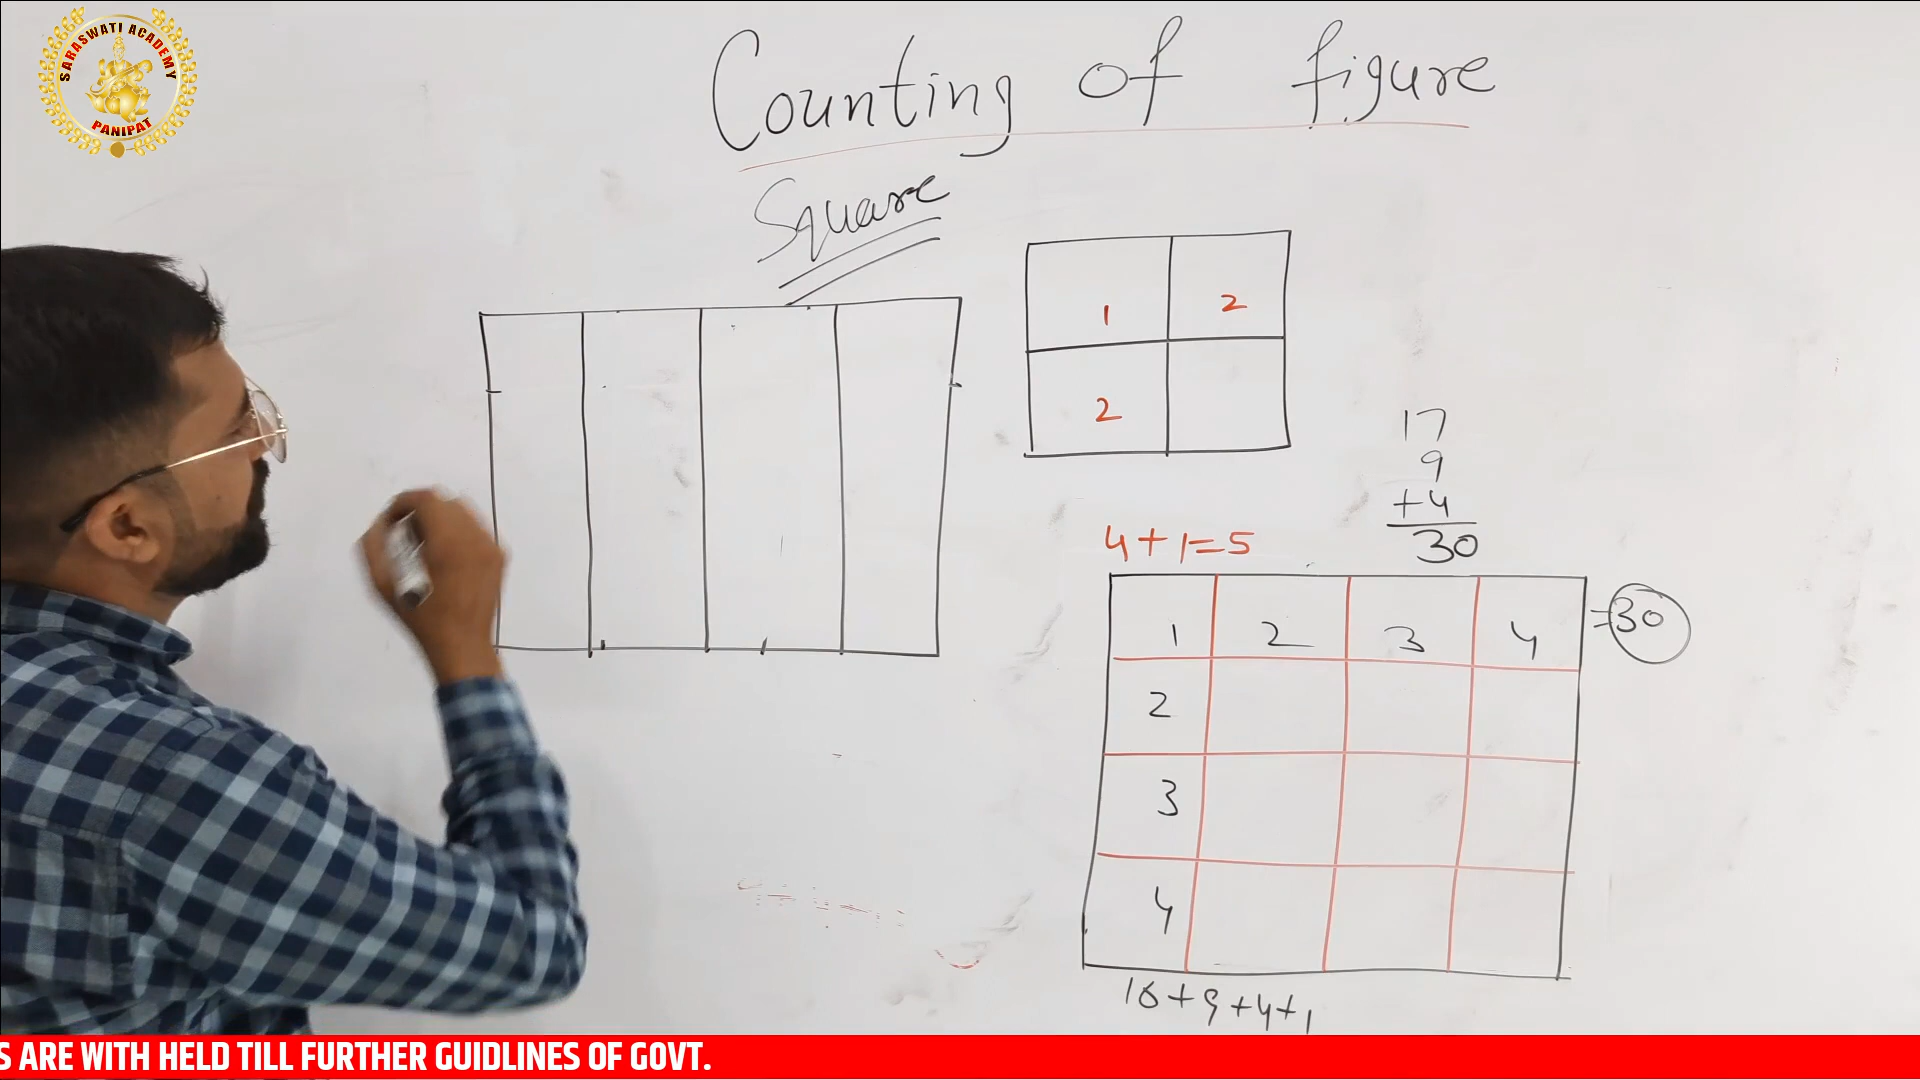 SARASWATI ACADEMY
PANIPAT
Counting of figure
Square
1 2
2
17
9
+4
30
4+1=5
1 2 3 4 =30
2
3
4
16+9+4+1
S ARE WITH HELD TILL FURTHER GUIDLINES OF GOVT.